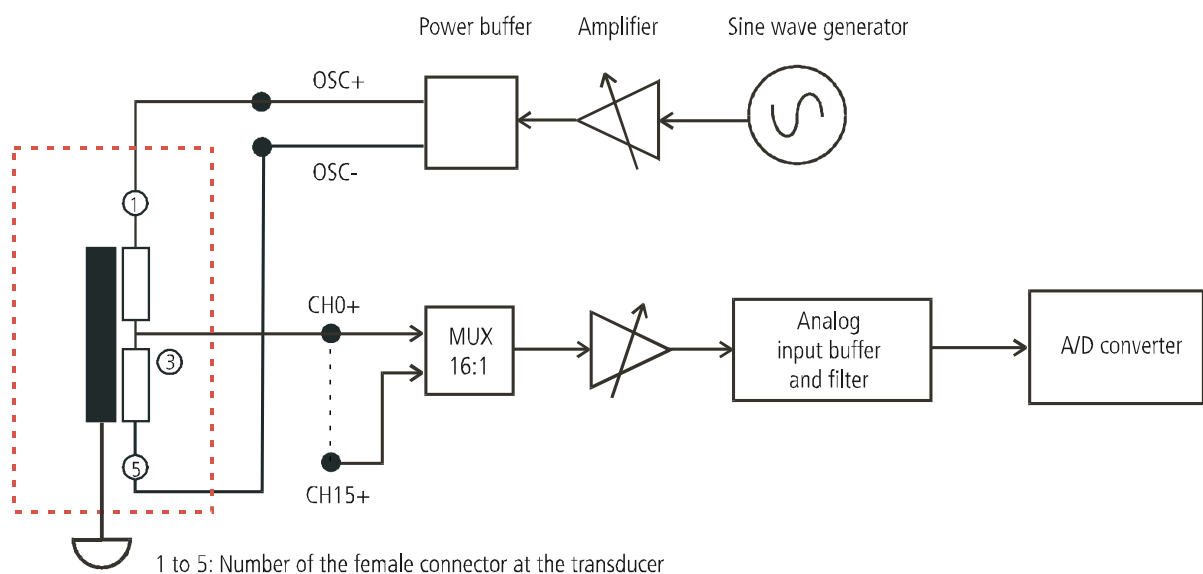 Power buffer
Amplifier
Sine wave generator
OSC+
OSC-
1
CH0+
MUX
16:1
Analog
input buffer
and filter
A/D converter
3
5
CH15+
1 to 5: Number of the female connector at the transducer